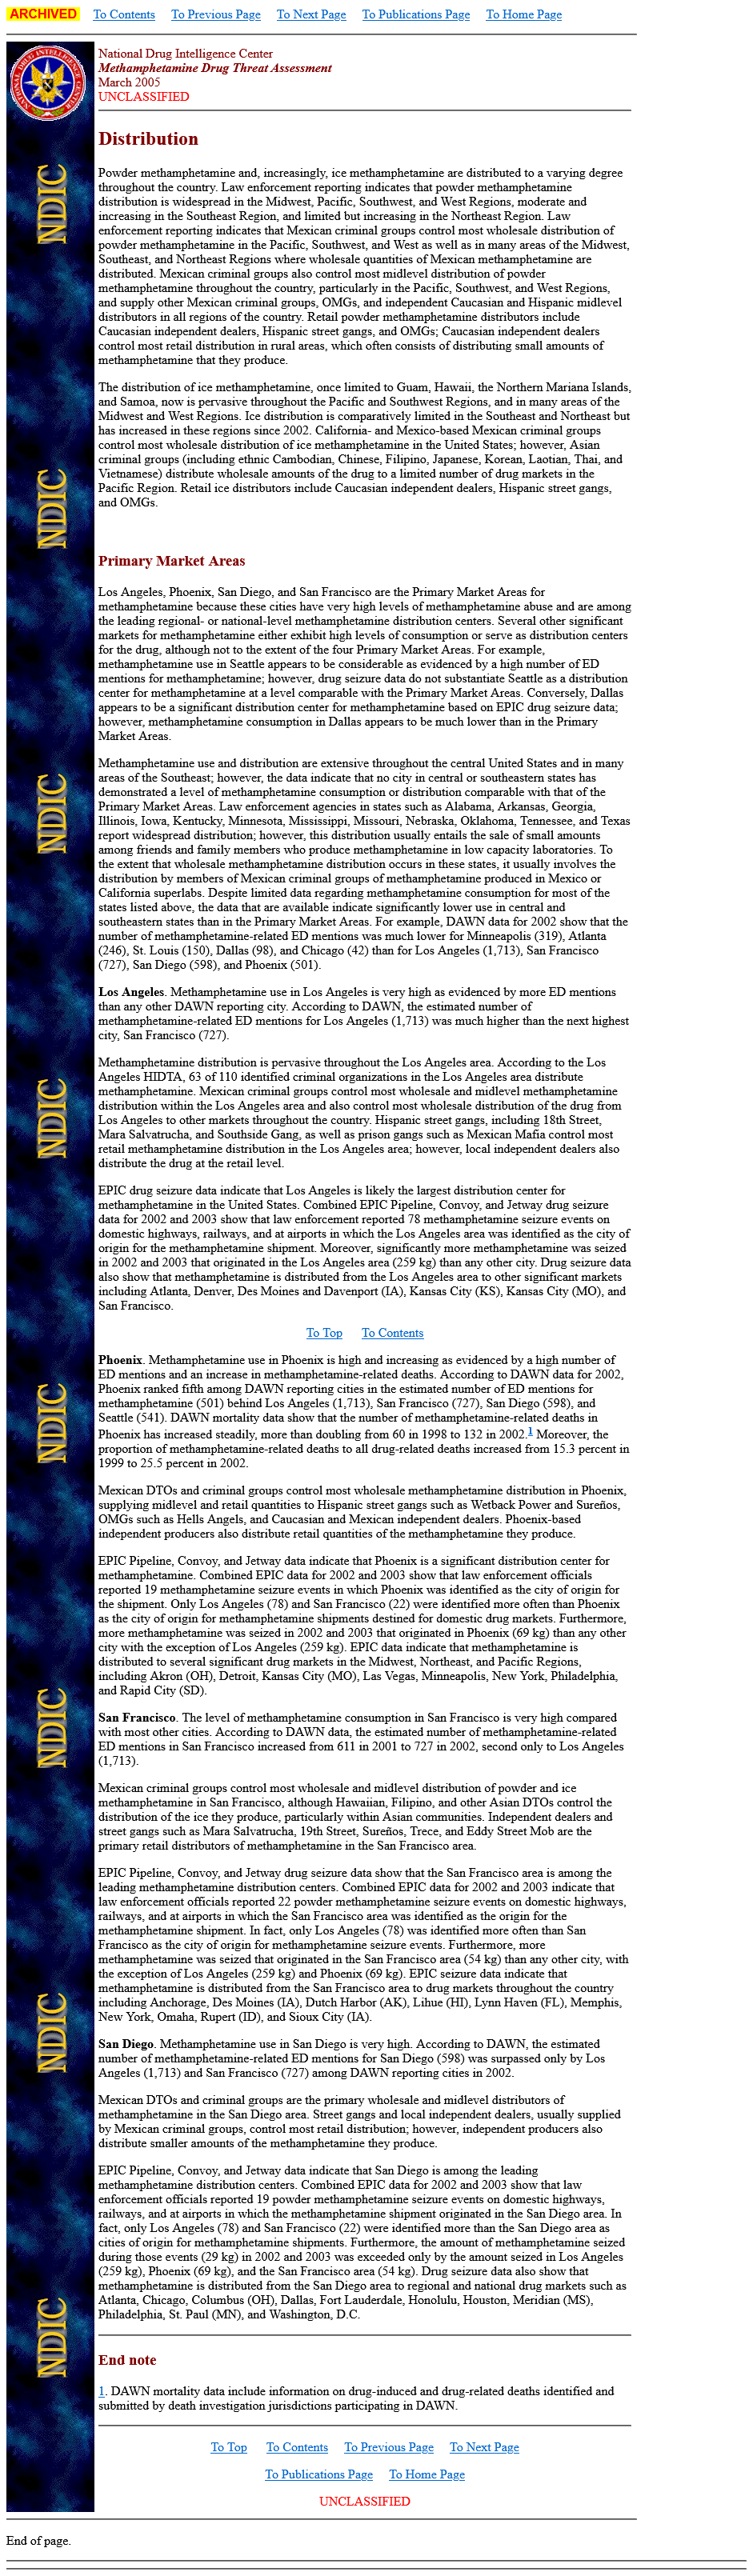 ARCHIVED To Contents To Previous Page To Next Page To Publications Page To Home Page
National Drug Intelligence Center
Methamphetamine Drug Threat Assessment
March 2005
UNCLASSIFIED
Distribution
Powder methamphetamine and, increasingly, ice methamphetamine are distributed to a varying degree
throughout the country. Law enforcement reporting indicates that powder methamphetamine
distribution is widespread in the Midwest, Pacific, Southwest, and West Regions, moderate and
increasing in the Southeast Region, and limited but increasing in the Northeast Region. Law
enforcement reporting indicates that Mexican criminal groups control most wholesale distribution of
powder methamphetamine in the Pacific, Southwest, and West as well as in many areas of the Midwest,
Southeast, and Northeast Regions where wholesale quantities of Mexican methamphetamine are
distributed. Mexican criminal groups also control most midlevel distribution of powder
methamphetamine throughout the country, particularly in the Pacific, Southwest, and West Regions,
and supply other Mexican criminal groups, OMGs, and independent Caucasian and Hispanic midlevel
distributors in all regions of the country. Retail powder methamphetamine distributors include
Caucasian independent dealers, Hispanic street gangs, and OMGs; Caucasian independent dealers
control most retail distribution in rural areas, which often consists of distributing small amounts of
methamphetamine that they produce.
The distribution of ice methamphetamine, once limited to Guam, Hawaii, the Northern Mariana Islands,
and Samoa, now is pervasive throughout the Pacific and Southwest Regions, and in many areas of the
Midwest and West Regions. Ice distribution is comparatively limited in the Southeast and Northeast but
has increased in these regions since 2002. California- and Mexico-based Mexican criminal groups
control most wholesale distribution of ice methamphetamine in the United States; however, Asian
criminal groups (including ethnic Cambodian, Chinese, Filipino, Japanese, Korean, Laotian, Thai, and
Vietnamese) distribute wholesale amounts of the drug to a limited number of drug markets in the
Pacific Region. Retail ice distributors include Caucasian independent dealers, Hispanic street gangs,
and OMGs.
Primary Market Areas
Los Angeles, Phoenix, San Diego, and San Francisco are the Primary Market Areas for
methamphetamine because these cities have very high levels of methamphetamine abuse and are among
the leading regional- or national-level methamphetamine distribution centers. Several other significant
markets for methamphetamine either exhibit high levels of consumption or serve as distribution centers
for the drug, although not to the extent of the four Primary Market Areas. For example,
methamphetamine use in Seattle appears to be considerable as evidenced by a high number of ED
mentions for methamphetamine; however, drug seizure data do not substantiate Seattle as a distribution
center for methamphetamine at a level comparable with the Primary Market Areas. Conversely, Dallas
appears to be a significant distribution center for methamphetamine based on EPIC drug seizure data;
however, methamphetamine consumption in Dallas appears to be much lower than in the Primary
Market Areas.
Methamphetamine use and distribution are extensive throughout the central United States and in many
areas of the Southeast; however, the data indicate that no city in central or southeastern states has
demonstrated a level of methamphetamine consumption or distribution comparable with that of the
Primary Market Areas. Law enforcement agencies in states such as Alabama, Arkansas, Georgia,
Illinois, Iowa, Kentucky, Minnesota, Mississippi, Missouri, Nebraska, Oklahoma, Tennessee, and Texas
report widespread distribution; however, this distribution usually entails the sale of small amounts
among friends and family members who produce methamphetamine in low capacity laboratories. To
the extent that wholesale methamphetamine distribution occurs in these states, it usually involves the
distribution by members of Mexican criminal groups of methamphetamine produced in Mexico or
California superlabs. Despite limited data regarding methamphetamine consumption for most of the
states listed above, the data that are available indicate significantly lower use in central and
southeastern states than in the Primary Market Areas. For example, DAWN data for 2002 show that the
number of methamphetamine-related ED mentions was much lower for Minneapolis (319), Atlanta
(246), St. Louis (150), Dallas (98), and Chicago (42) than for Los Angeles (1,713), San Francisco
(727), San Diego (598), and Phoenix (501).
Los Angeles. Methamphetamine use in Los Angeles is very high as evidenced by more ED mentions
than any other DAWN reporting city. According to DAWN, the estimated number of
methamphetamine-related ED mentions for Los Angeles (1,713) was much higher than the next highest
city, San Francisco (727).
Methamphetamine distribution is pervasive throughout the Los Angeles area. According to the Los
Angeles HIDTA, 63 of 110 identified criminal organizations in the Los Angeles area distribute
methamphetamine. Mexican criminal groups control most wholesale and midlevel methamphetamine
distribution within the Los Angeles area and also control most wholesale distribution of the drug from
Los Angeles to other markets throughout the country. Hispanic street gangs, including 18th Street,
Mara Salvatrucha, and Southside Gang, as well as prison gangs such as Mexican Mafia control most
retail methamphetamine distribution in the Los Angeles area; however, local independent dealers also
distribute the drug at the retail level.
EPIC drug seizure data indicate that Los Angeles is likely the largest distribution center for
methamphetamine in the United States. Combined EPIC Pipeline, Convoy, and Jetway drug seizure
data for 2002 and 2003 show that law enforcement reported 78 methamphetamine seizure events on
domestic highways, railways, and at airports in which the Los Angeles area was identified as the city of
origin for the methamphetamine shipment. Moreover, significantly more methamphetamine was seized
in 2002 and 2003 that originated in the Los Angeles area (259 kg) than any other city. Drug seizure data
also show that methamphetamine is distributed from the Los Angeles area to other significant markets
including Atlanta, Denver, Des Moines and Davenport (IA), Kansas City (KS), Kansas City (MO), and
San Francisco.
To Top To Contents
Phoenix. Methamphetamine use in Phoenix is high and increasing as evidenced by a high number of
ED mentions and an increase in methamphetamine-related deaths. According to DAWN data for 2002,
Phoenix ranked fifth among DAWN reporting cities in the estimated number of ED mentions for
methamphetamine (501) behind Los Angeles (1,713), San Francisco (727), San Diego (598), and
Seattle (541). DAWN mortality data show that the number of methamphetamine-related deaths in
Phoenix has increased steadily, more than doubling from 60 in 1998 to 132 in 2002.1 Moreover, the
proportion of methamphetamine-related deaths to all drug-related deaths increased from 15.3 percent in
1999 to 25.5 percent in 2002.
Mexican DTOs and criminal groups control most wholesale methamphetamine distribution in Phoenix,
supplying midlevel and retail quantities to Hispanic street gangs such as Wetback Power and Sureños,
OMGs such as Hells Angels, and Caucasian and Mexican independent dealers. Phoenix-based
independent producers also distribute retail quantities of the methamphetamine they produce.
EPIC Pipeline, Convoy, and Jetway data indicate that Phoenix is a significant distribution center for
methamphetamine. Combined EPIC data for 2002 and 2003 show that law enforcement officials
reported 19 methamphetamine seizure events in which Phoenix was identified as the city of origin for
the shipment. Only Los Angeles (78) and San Francisco (22) were identified more often than Phoenix
as the city of origin for methamphetamine shipments destined for domestic drug markets. Furthermore,
more methamphetamine was seized in 2002 and 2003 that originated in Phoenix (69 kg) than any other
city with the exception of Los Angeles (259 kg). EPIC data indicate that methamphetamine is
distributed to several significant drug markets in the Midwest, Northeast, and Pacific Regions,
including Akron (OH), Detroit, Kansas City (MO), Las Vegas, Minneapolis, New York, Philadelphia,
and Rapid City (SD).
San Francisco. The level of methamphetamine consumption in San Francisco is very high compared
with most other cities. According to DAWN data, the estimated number of methamphetamine-related
ED mentions in San Francisco increased from 611 in 2001 to 727 in 2002, second only to Los Angeles
(1,713).
Mexican criminal groups control most wholesale and midlevel distribution of powder and ice
methamphetamine in San Francisco, although Hawaiian, Filipino, and other Asian DTOs control the
distribution of the ice they produce, particularly within Asian communities. Independent dealers and
street gangs such as Mara Salvatrucha, 19th Street, Sureños, Trece, and Eddy Street Mob are the
primary retail distributors of methamphetamine in the San Francisco area.
EPIC Pipeline, Convoy, and Jetway drug seizure data show that the San Francisco area is among the
leading methamphetamine distribution centers. Combined EPIC data for 2002 and 2003 indicate that
law enforcement officials reported 22 powder methamphetamine seizure events on domestic highways,
railways, and at airports in which the San Francisco area was identified as the origin for the
methamphetamine shipment. In fact, only Los Angeles (78) was identified more often than San
Francisco as the city of origin for methamphetamine seizure events. Furthermore, more
methamphetamine was seized that originated in the San Francisco area (54 kg) than any other city, with
the exception of Los Angeles (259 kg) and Phoenix (69 kg). EPIC seizure data indicate that
methamphetamine is distributed from the San Francisco area to drug markets throughout the country
including Anchorage, Des Moines (IA), Dutch Harbor (AK), Lihue (HI), Lynn Haven (FL), Memphis,
New York, Omaha, Rupert (ID), and Sioux City (IA).
San Diego. Methamphetamine use in San Diego is very high. According to DAWN, the estimated
number of methamphetamine-related ED mentions for San Diego (598) was surpassed only by Los
Angeles (1,713) and San Francisco (727) among DAWN reporting cities in 2002.
Mexican DTOs and criminal groups are the primary wholesale and midlevel distributors of
methamphetamine in the San Diego area. Street gangs and local independent dealers, usually supplied
by Mexican criminal groups, control most retail distribution; however, independent producers also
distribute smaller amounts of the methamphetamine they produce.
EPIC Pipeline, Convoy, and Jetway data indicate that San Diego is among the leading
methamphetamine distribution centers. Combined EPIC data for 2002 and 2003 show that law
enforcement officials reported 19 powder methamphetamine seizure events on domestic highways,
railways, and at airports in which the methamphetamine shipment originated in the San Diego area. In
fact, only Los Angeles (78) and San Francisco (22) were identified more than the San Diego area as
cities of origin for methamphetamine shipments. Furthermore, the amount of methamphetamine seized
during those events (29 kg) in 2002 and 2003 was exceeded only by the amount seized in Los Angeles
(259 kg), Phoenix (69 kg), and the San Francisco area (54 kg). Drug seizure data also show that
methamphetamine is distributed from the San Diego area to regional and national drug markets such as
Atlanta, Chicago, Columbus (OH), Dallas, Fort Lauderdale, Honolulu, Houston, Meridian (MS),
Philadelphia, St. Paul (MN), and Washington, D.C.
End note
1. DAWN mortality data include information on drug-induced and drug-related deaths identified and
submitted by death investigation jurisdictions participating in DAWN.
To Top To Contents To Previous Page To Next Page
To Publications Page To Home Page
UNCLASSIFIED
End of page.
NATIONAL DRUG INTELLIGENCE CENTER
NDIC
NDIC
NDIC
NDIC
NDIC
NDIC
NDIC
NDIC